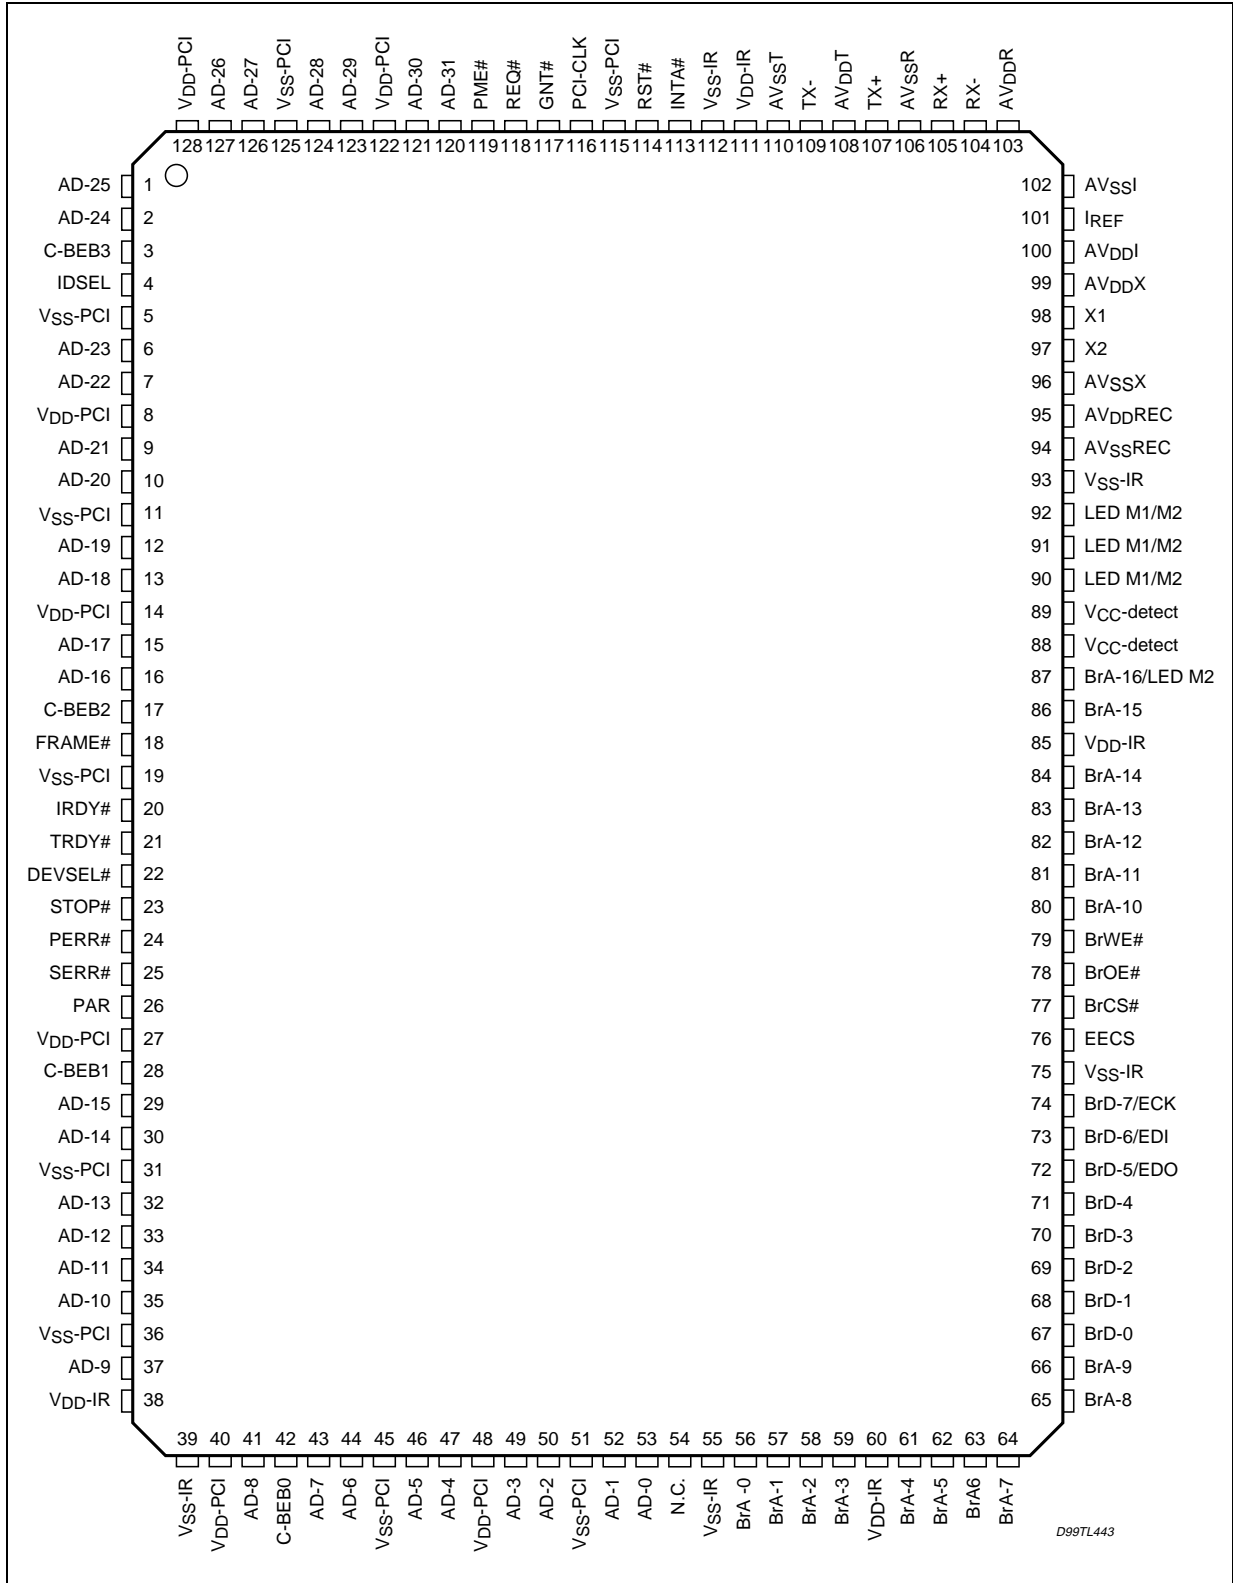 VDD-PCI
AD-26
AD-27
VSS-PCI
AD-28
AD-29
VDD-PCI
AD-30
AD-31
PME#
REQ#
GNT#
PCI-CLK
VSS-PCI
RST#
INTA#
VSS-IR
VDD-IR
AVSST
TX-
AVDDT
TX+
AVSSR
RX+
RX-
AVDDR
128 127 126 125 124 123 122 121 120 119 118 117 116 115 114 113 112 111 110 109 108 107 106 105 104 103
AD-25 1 102 AVSSI
AD-24 2 101 IREF
C-BEB3 3 100 AVDDI
IDSEL 4 99 AVDDX
VSS-PCI 5 98 X1
AD-23 6 97 X2
AD-22 7 96 AVSSX
VDD-PCI 8 95 AVDDREC
AD-21 9 94 AVSSREC
AD-20 10 93 VSS-IR
VSS-PCI 11 92 LED M1/M2
AD-19 12 91 LED M1/M2
AD-18 13 90 LED M1/M2
VDD-PCI 14 89 VCC-detect
AD-17 15 88 VCC-detect
AD-16 16 87 BrA-16/LED M2
C-BEB2 17 86 BrA-15
FRAME# 18 85 VDD-IR
VSS-PCI 19 84 BrA-14
IRDY# 20 83 BrA-13
TRDY# 21 82 BrA-12
DEVSEL# 22 81 BrA-11
STOP# 23 80 BrA-10
PERR# 24 79 BrWE#
SERR# 25 78 BrOE#
PAR 26 77 BrCS#
VDD-PCI 27 76 EECS
C-BEB1 28 75 VSS-IR
AD-15 29 74 BrD-7/ECK
AD-14 30 73 BrD-6/EDI
VSS-PCI 31 72 BrD-5/EDO
AD-13 32 71 BrD-4
AD-12 33 70 BrD-3
AD-11 34 69 BrD-2
AD-10 35 68 BrD-1
VSS-PCI 36 67 BrD-0
AD-9 37 66 BrA-9
VDD-IR 38 65 BrA-8
39 40 41 42 43 44 45 46 47 48 49 50 51 52 53 54 55 56 57 58 59 60 61 62 63 64
VSS-IR
VDD-PCI
AD-8
C-BEB0
AD-7
AD-6
VSS-PCI
AD-5
AD-4
VDD-PCI
AD-3
AD-2
VSS-PCI
AD-1
AD-0
N.C.
VSS-IR
BrA -0
BrA-1
BrA-2
BrA-3
VDD-IR
BrA-4
BrA-5
BrA6
BrA-7
D99TL443